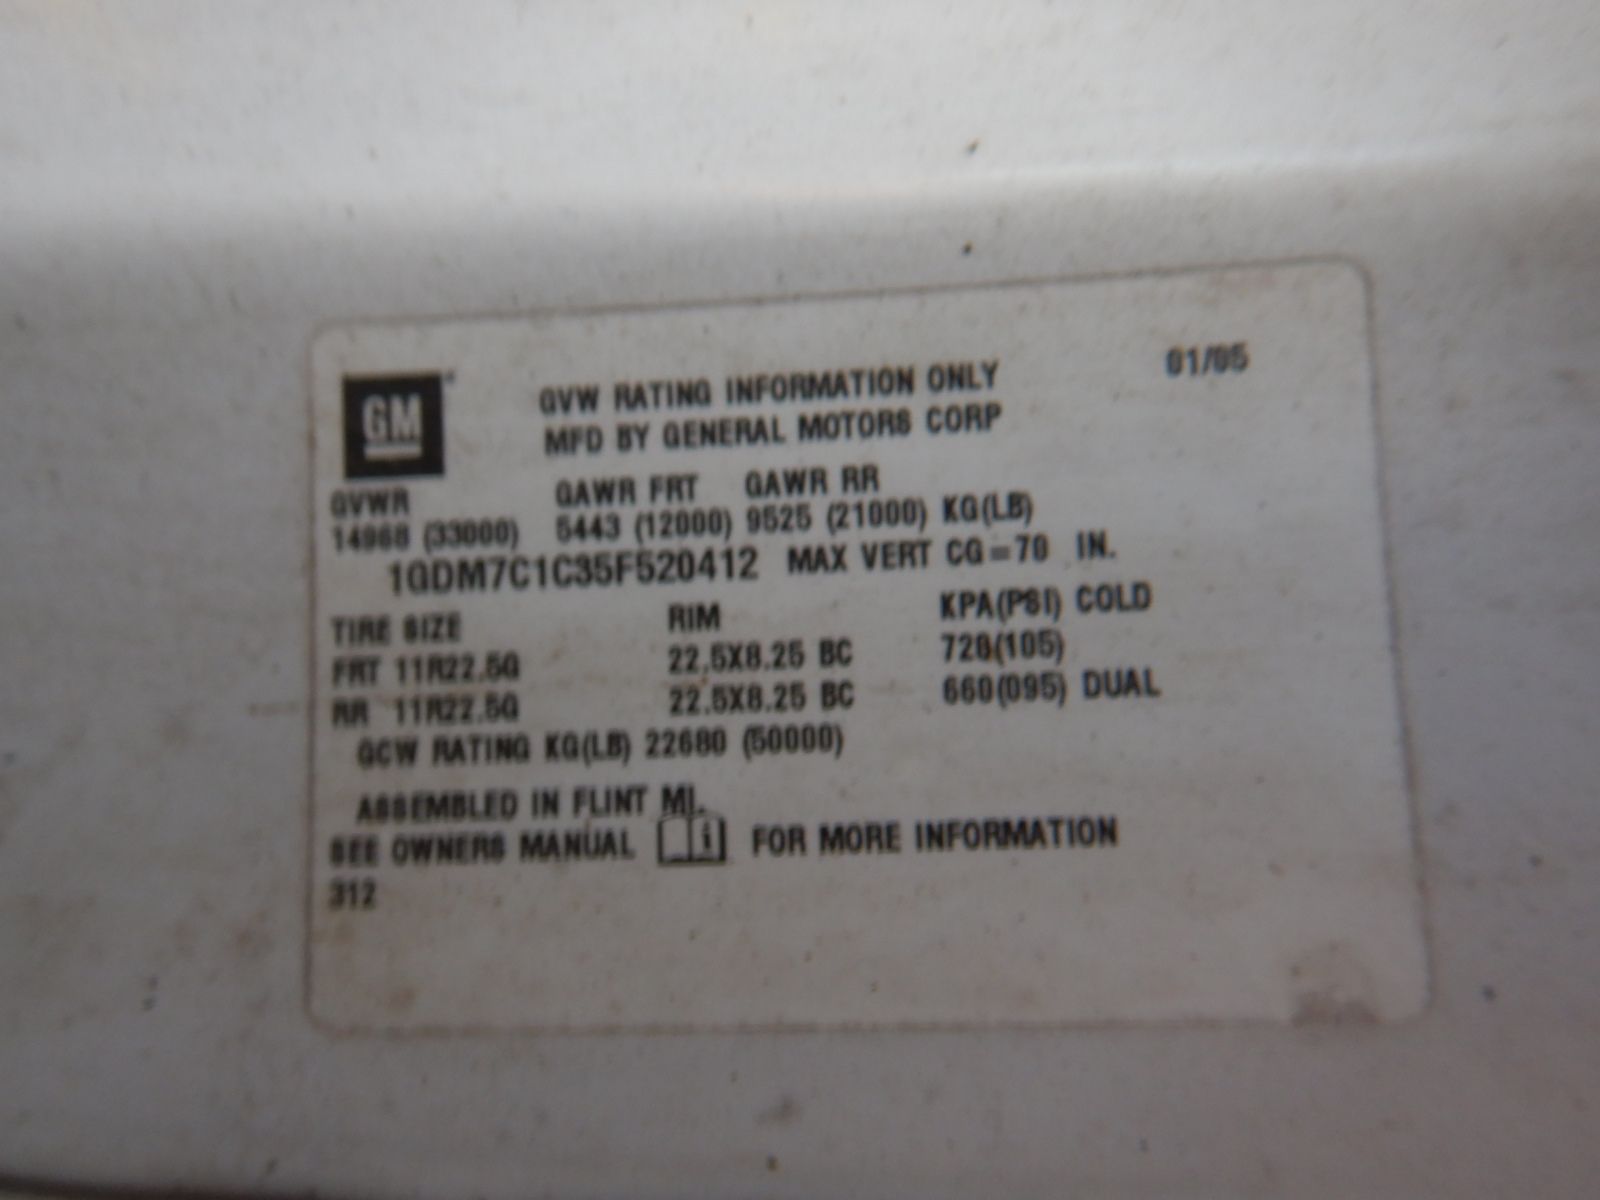 01/05
GM
GVW RATING INFORMATION ONLY
MFD BY GENERAL MOTORS CORP
GVWR GAWR FRT GAWR RR
14968 (33000) 5443 (12000) 9525 (21000) KG(LB)
1GDM7C1C35F520412 MAX VERT CG=70 IN.
TIRE SIZE RIM KPA(PSI) COLD
FRT 11R22.5G 22.5X8.25 BC 720(105)
RR 11R22.5G 22.5X8.25 BC 660(095) DUAL
GCW RATING KG(LB) 22680 (50000)
ASSEMBLED IN FLINT MI.
SEE OWNERS MANUAL i FOR MORE INFORMATION
312